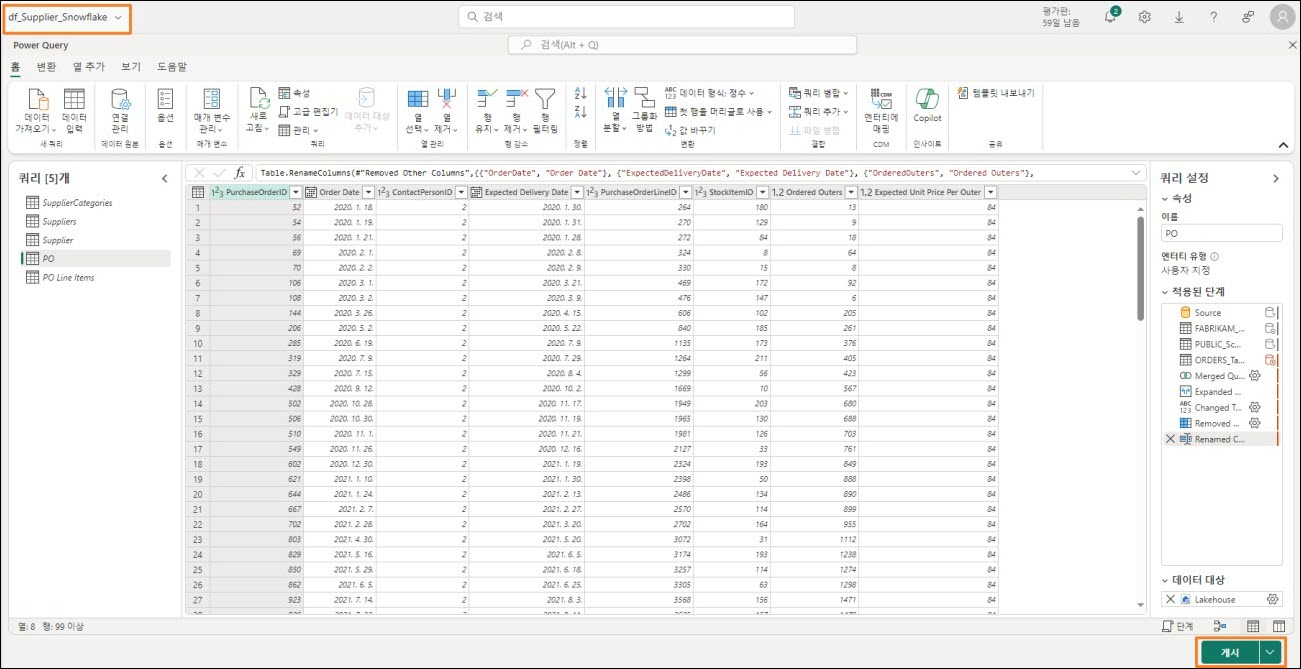 df_Supplier_Snowflake
검색
평가판:
59일 남음
2
Power Query
검색(Alt + Q)
홈 변환 열 추가 보기 도움말
데이터 가져오기
데이터 입력
새 쿼리
연결 관리
데이터 원본
옵션
옵션
매개 변수 관리
매개 변수
새로 고침
속성
고급 편집기
관리
데이터 대상 추가
쿼리
열 선택
열 제거
열 관리
행 유지
행 제거
행 필터링
행 감소
정렬
열 분할
그룹화 방법
데이터 형식: 정수
첫 행을 머리글로 사용
값 바꾸기
변환
쿼리 병합
쿼리 추가
파일 병합
결합
엔터티에 매핑
CDM
Copilot
인사이트
템플릿 내보내기
공유
쿼리 [5]개
SupplierCategories
Suppliers
Supplier
PO
PO Line Items
fx Table.RenameColumns(#"Removed Other Columns",{{"OrderDate", "Order Date"}, {"ExpectedDeliveryDate", "Expected Delivery Date"}, {"OrderedOuters", "Ordered Outers"},
PurchaseOrderID Order Date ContactPersonID Expected Delivery Date PurchaseOrderLineID StockItemID 1.2 Ordered Outers 1.2 Expected Unit Price Per Outer
1 52 2020. 1. 18. 2 2020. 1. 30. 264 180 13 84
2 54 2020. 1. 19. 2 2020. 1. 31. 270 129 9 84
3 56 2020. 1. 21. 2 2020. 1. 28. 272 84 18 84
4 69 2020. 2. 1. 2 2020. 2. 8. 324 8 64 84
5 70 2020. 2. 2. 2 2020. 2. 9. 330 15 8 84
6 106 2020. 3. 1. 2 2020. 3. 21. 469 172 92 84
7 108 2020. 3. 2. 2 2020. 3. 9. 476 147 6 84
8 144 2020. 3. 26. 2 2020. 4. 15. 606 102 205 84
9 206 2020. 5. 2. 2 2020. 5. 22. 840 185 261 84
10 285 2020. 6. 19. 2 2020. 7. 9. 1135 173 376 84
11 319 2020. 7. 9. 2 2020. 7. 29. 1264 211 405 84
12 329 2020. 7. 15. 2 2020. 8. 4. 1299 56 423 84
13 428 2020. 9. 12. 2 2020. 10. 2. 1669 10 567 84
14 502 2020. 10. 28. 2 2020. 11. 17. 1949 203 680 84
15 506 2020. 10. 30. 2 2020. 11. 19. 1965 130 688 84
16 510 2020. 11. 1. 2 2020. 11. 21. 1981 126 703 84
17 549 2020. 11. 26. 2 2020. 12. 16. 2127 33 761 84
18 602 2020. 12. 30. 2 2021. 1. 19. 2324 193 849 84
19 621 2021. 1. 10. 2 2021. 1. 30. 2398 50 888 84
20 644 2021. 1. 24. 2 2021. 2. 13. 2486 134 890 84
21 667 2021. 2. 7. 2 2021. 2. 27. 2570 114 899 84
22 702 2021. 2. 28. 2 2021. 3. 20. 2702 164 955 84
23 803 2021. 4. 30. 2 2021. 5. 20. 3072 31 1112 84
24 829 2021. 5. 16. 2 2021. 6. 5. 3174 193 1238 84
25 850 2021. 5. 29. 2 2021. 6. 18. 3257 114 1274 84
26 862 2021. 6. 5. 2 2021. 6. 25. 3305 63 1298 84
27 923 2021. 7. 14. 2 2021. 8. 3. 3568 156 1471 84
쿼리 설정
속성
이름
PO
엔터티 유형
사용자 지정
적용된 단계
Source
FABRIKAM_...
PUBLIC_Sc...
ORDERS_Ta...
Merged Qu...
Expanded ...
Changed T...
Removed ...
Renamed C...
데이터 대상
Lakehouse
열: 8 행: 99 이상
단계
게시